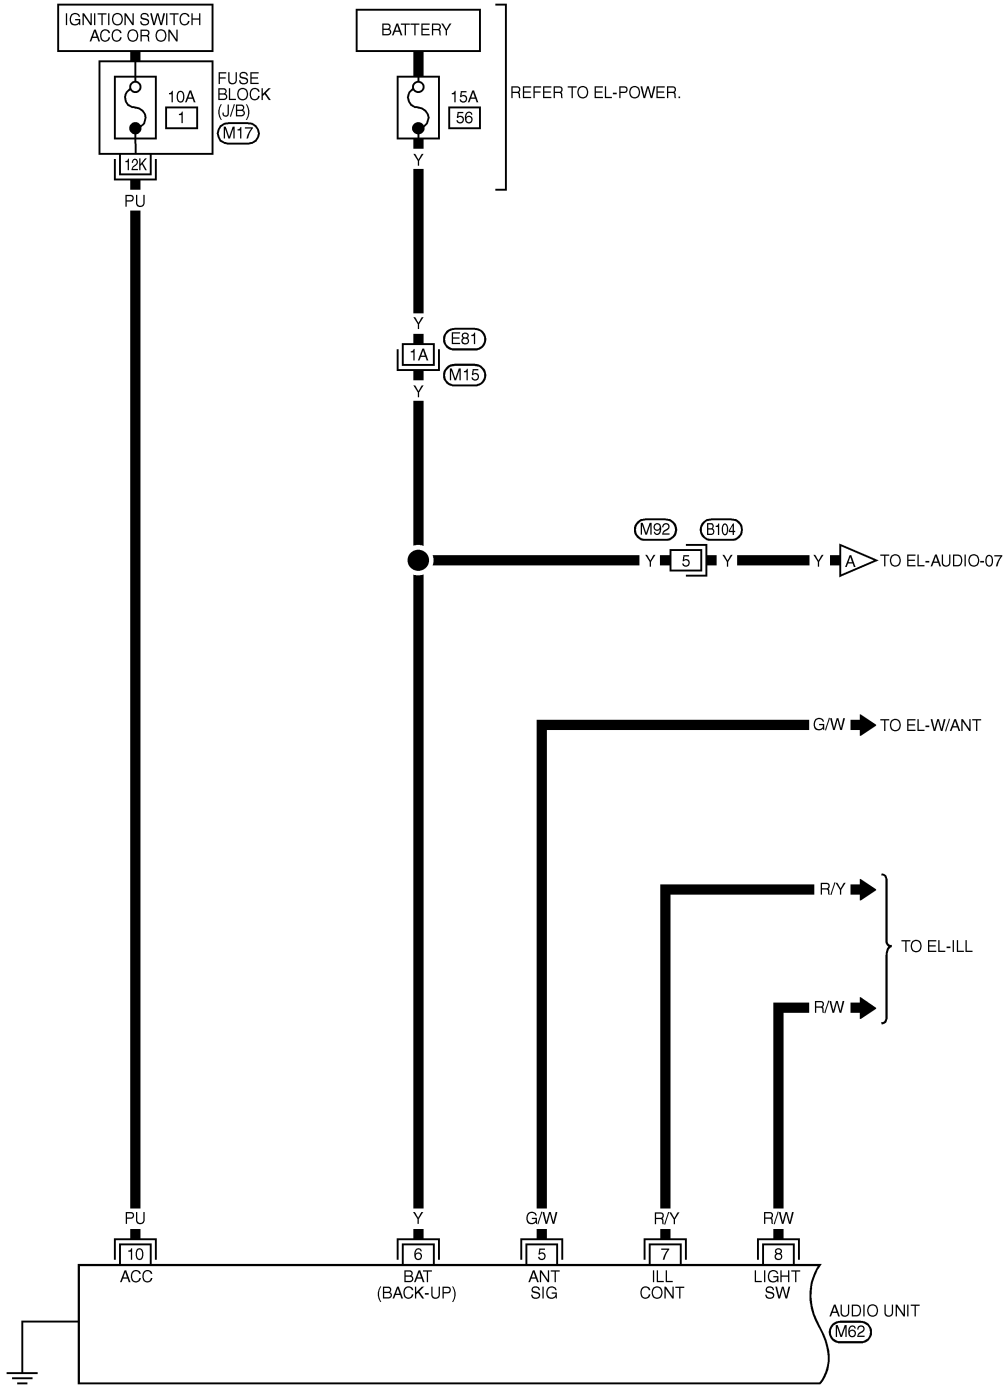 IGNITION SWITCH
ACC OR ON
BATTERY
10A
1
FUSE
BLOCK
(J/B)
M17
15A
56
REFER TO EL-POWER.
12K
Y
PU
Y
E81
1A
M15
Y
M92
B104
Y
5
Y
Y
A
TO EL-AUDIO-07
G/W
TO EL-W/ANT
R/Y
TO EL-ILL
R/W
PU
Y
G/W
R/Y
R/W
10
6
5
7
8
ACC
BAT
(BACK-UP)
ANT
SIG
ILL
CONT
LIGHT
SW
AUDIO UNIT
M62